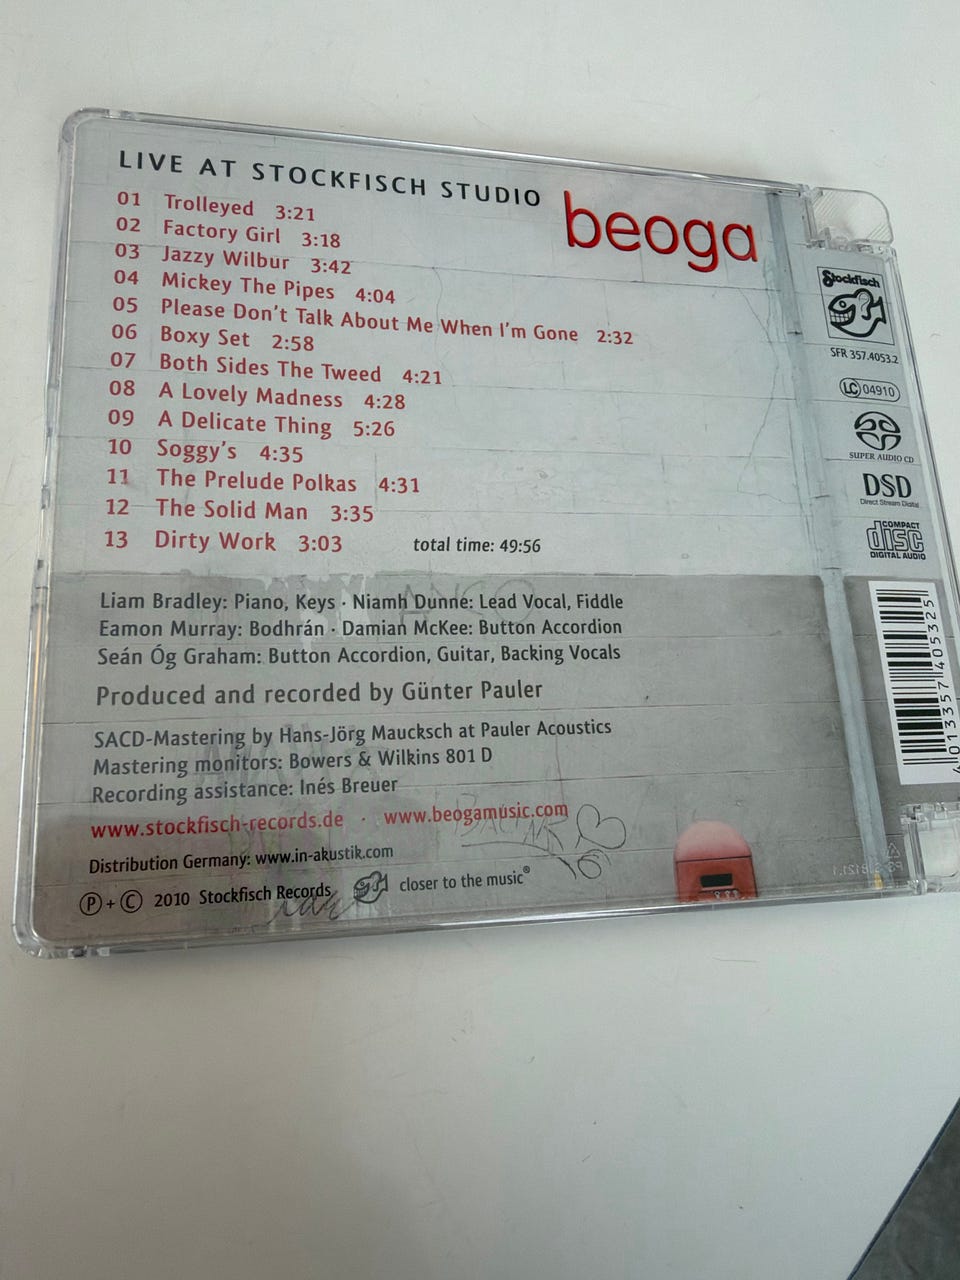 LIVE AT STOCKFISCH STUDIO
beoga
01 Trolleyed 3:21
02 Factory Girl 3:18
03 Jazzy Wilbur 3:42
04 Mickey The Pipes 4:04
05 Please Don't Talk About Me When I'm Gone 2:32
06 Boxy Set 2:58
07 Both Sides The Tweed 4:21
08 A Lovely Madness 4:28
09 A Delicate Thing 5:26
10 Soggy's 4:35
11 The Prelude Polkas 4:31
12 The Solid Man 3:35
13 Dirty Work 3:03 total time: 49:56
Liam Bradley: Piano, Keys · Niamh Dunne: Lead Vocal, Fiddle
Eamon Murray: Bodhrán · Damian McKee: Button Accordion
Seán Óg Graham: Button Accordion, Guitar, Backing Vocals
Produced and recorded by Günter Pauler
SACD-Mastering by Hans-Jörg Maucksch at Pauler Acoustics
Mastering monitors: Bowers & Wilkins 801 D
Recording assistance: Inés Breuer
www.stockfisch-records.de · www.beogamusic.com
Distribution Germany: www.in-akustik.com
Ⓟ + © 2010 Stockfisch Records closer to the music®
Stockfisch
SFR 357.4053.2
LC 04910
SUPER AUDIO CD
DSD
Direct Stream Digital
COMPACT
disc
DIGITAL AUDIO
4 013357 405325